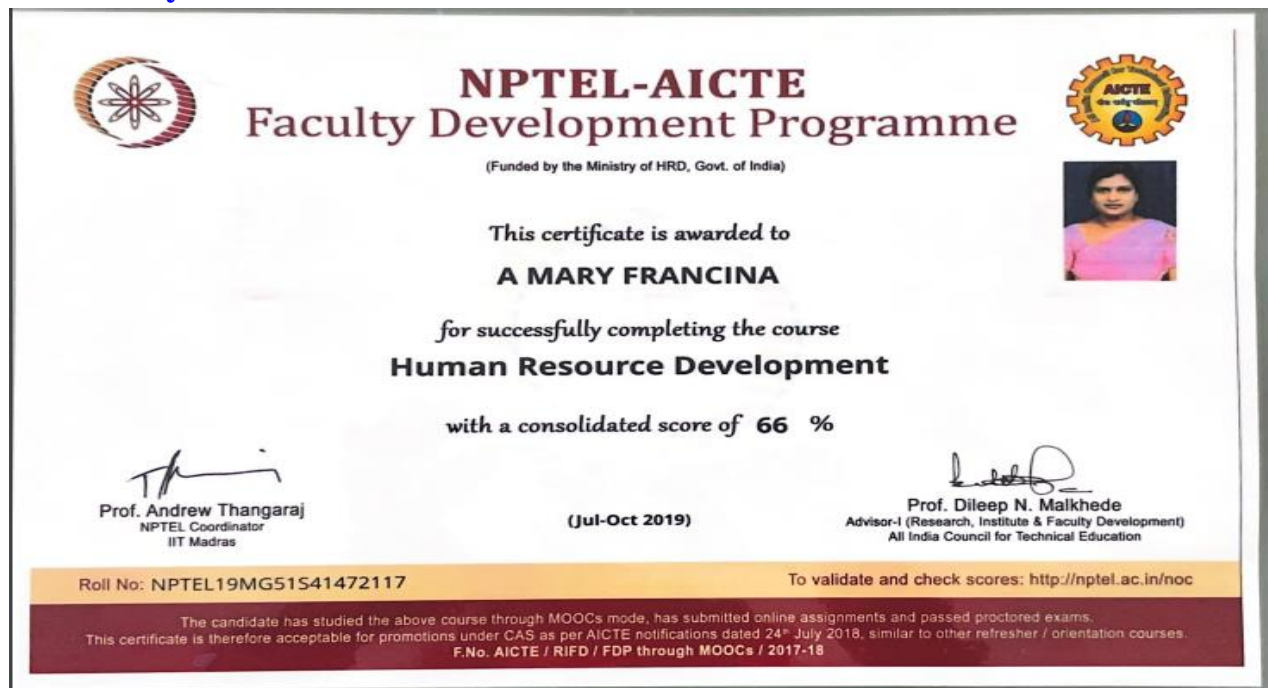 NPTEL-AICTE
Faculty Development Programme
(Funded by the Ministry of HRD, Govt. of India)
AICTE
This certificate is awarded to
A MARY FRANCINA
for successfully completing the course
Human Resource Development
with a consolidated score of 66 %
Prof. Andrew Thangaraj
NPTEL Coordinator
IIT Madras
(Jul-Oct 2019)
Prof. Dileep N. Malkhede
Advisor-I (Research, Institute & Faculty Development)
All India Council for Technical Education
Roll No: NPTEL19MG51S41472117
To validate and check scores: http://nptel.ac.in/noc
The candidate has studied the above course through MOOCs mode, has submitted online assignments and passed proctored exams.
This certificate is therefore acceptable for promotions under CAS as per AICTE notifications dated 24th July 2018, similar to other refresher / orientation courses.
F.No. AICTE / RIFD / FDP through MOOCs / 2017-18